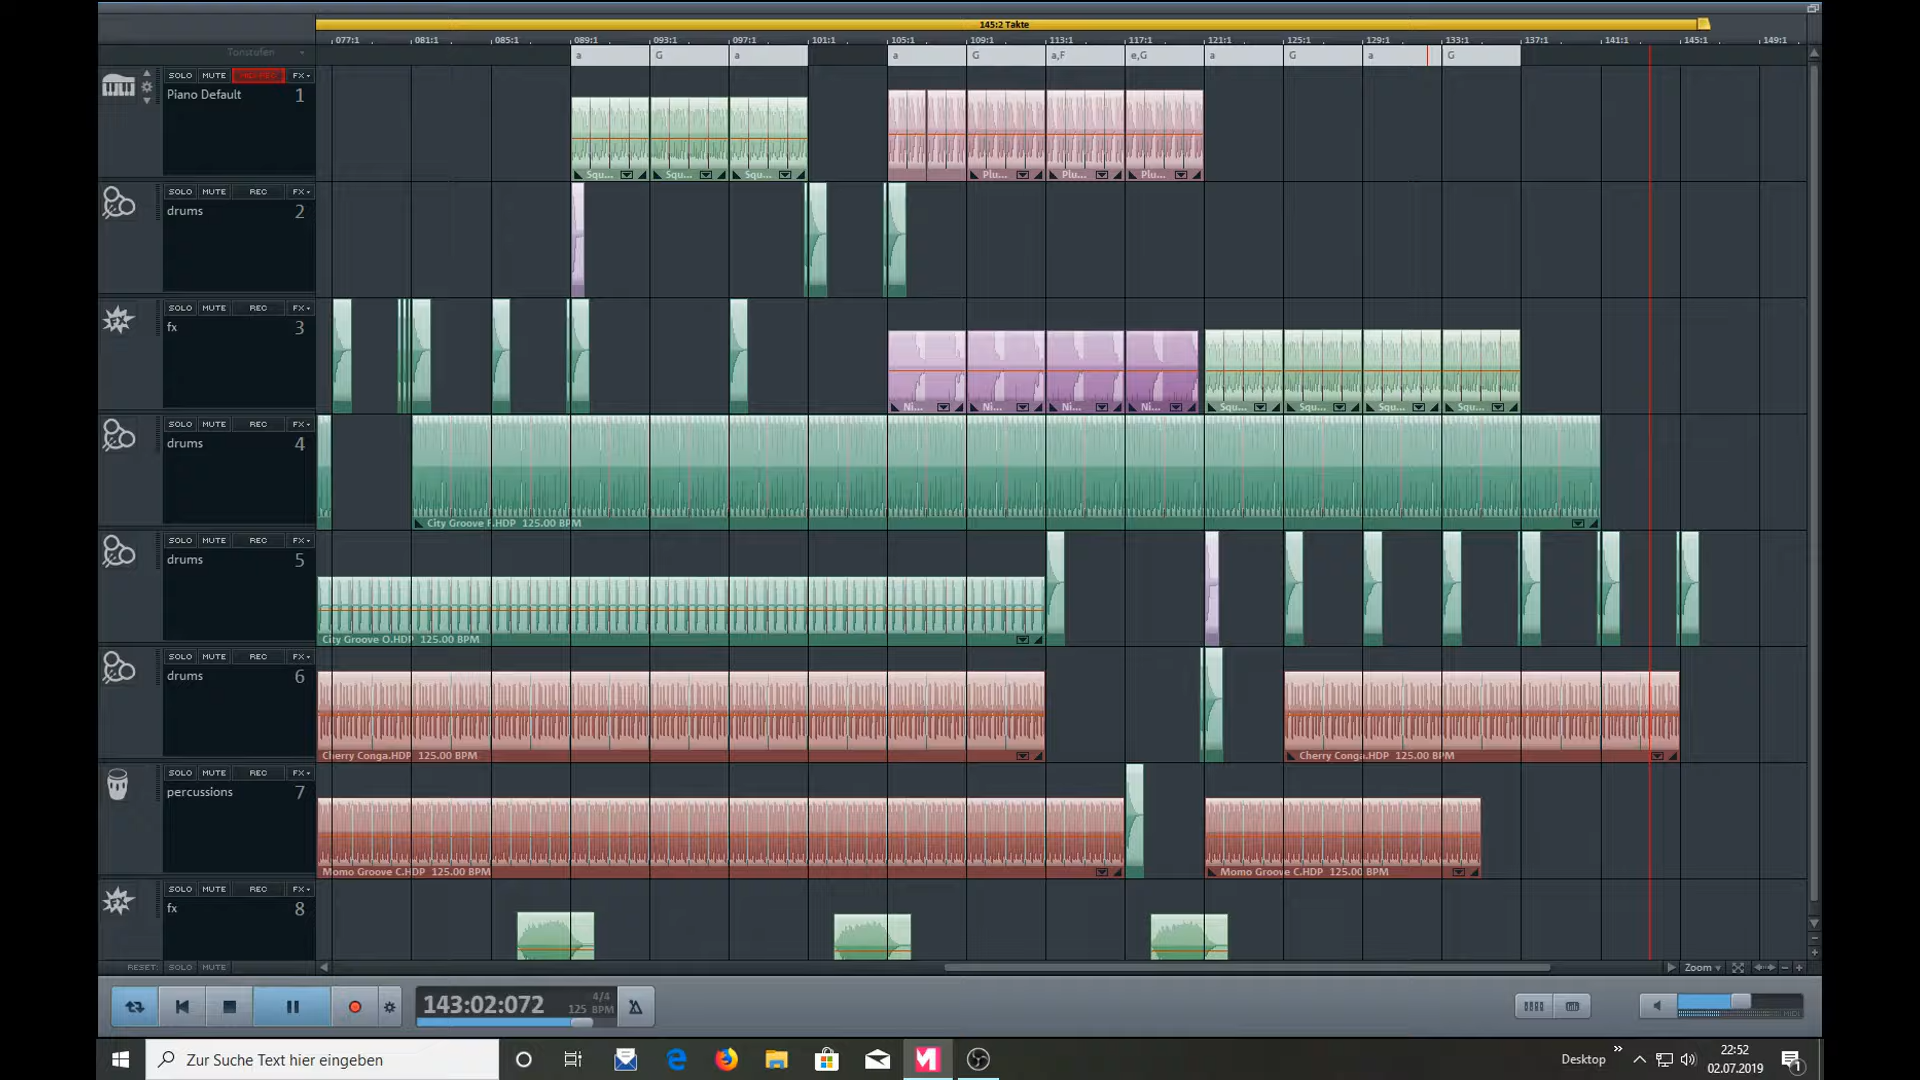 145:2 Takte
077:1 081:1 085:1 089:1 093:1 097:1 101:1 105:1 109:1 113:1 117:1 121:1 125:1 129:1 133:1 137:1 141:1 145:1 149:1
Tonstufen
a G a a G a,F e,G a G a G
SOLO MUTE MIDI REC FX
Piano Default 1
Squ... Squ... Squ... Plu... Plu... Plu...
SOLO MUTE REC FX
drums 2
SOLO MUTE REC FX
fx 3
Ni... Ni... Ni... Ni... Squ... Squ... Squ... Squ...
SOLO MUTE REC FX
drums 4
City Groove F.HDP 125.00 BPM
SOLO MUTE REC FX
drums 5
City Groove O.HDP 125.00 BPM
SOLO MUTE REC FX
drums 6
Cherry Conga.HDP 125.00 BPM Cherry Conga.HDP 125.00 BPM
SOLO MUTE REC FX
percussions 7
Momo Groove C.HDP 125.00 BPM Momo Groove C.HDP 125.00 BPM
SOLO MUTE REC FX
fx 8
RESET: SOLO MUTE Zoom
143:02:072 4/4
125 BPM
MIDI
Zur Suche Text hier eingeben
Desktop
22:52
02.07.2019
1